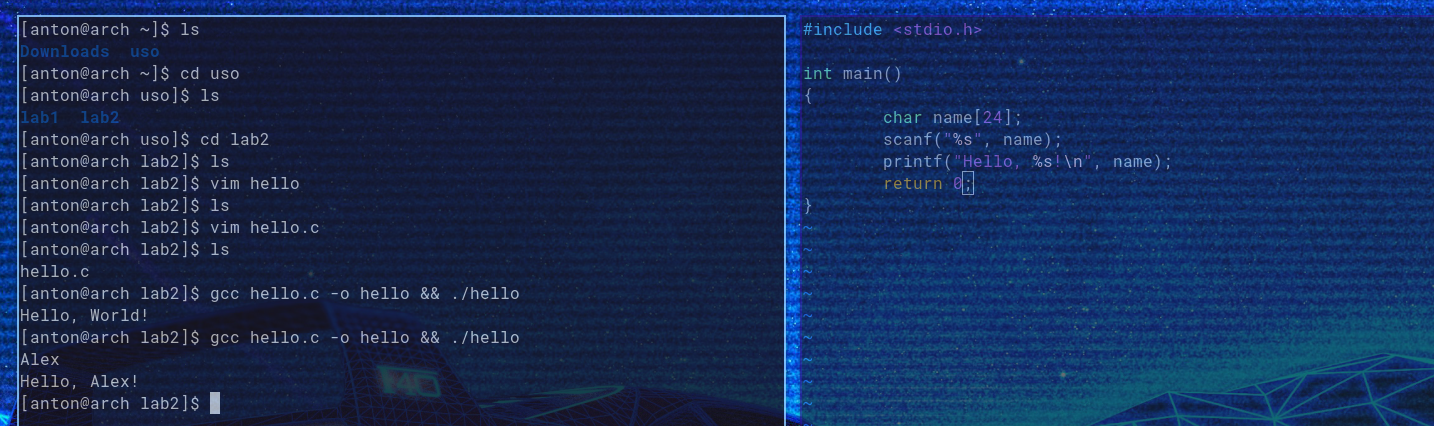 [anton@arch ~]$ ls
Downloads  uso
[anton@arch ~]$ cd uso
[anton@arch uso]$ ls
lab1  lab2
[anton@arch uso]$ cd lab2
[anton@arch lab2]$ ls
[anton@arch lab2]$ vim hello
[anton@arch lab2]$ ls
[anton@arch lab2]$ vim hello.c
[anton@arch lab2]$ ls
hello.c
[anton@arch lab2]$ gcc hello.c -o hello && ./hello
Hello, World!
[anton@arch lab2]$ gcc hello.c -o hello && ./hello
Alex
Hello, Alex!
[anton@arch lab2]$
#include <stdio.h>
int main()
{
        char name[24];
        scanf("%s", name);
        printf("Hello, %s!\n", name);
        return 0;
}
~
~
~
~
~
~
~
~
~